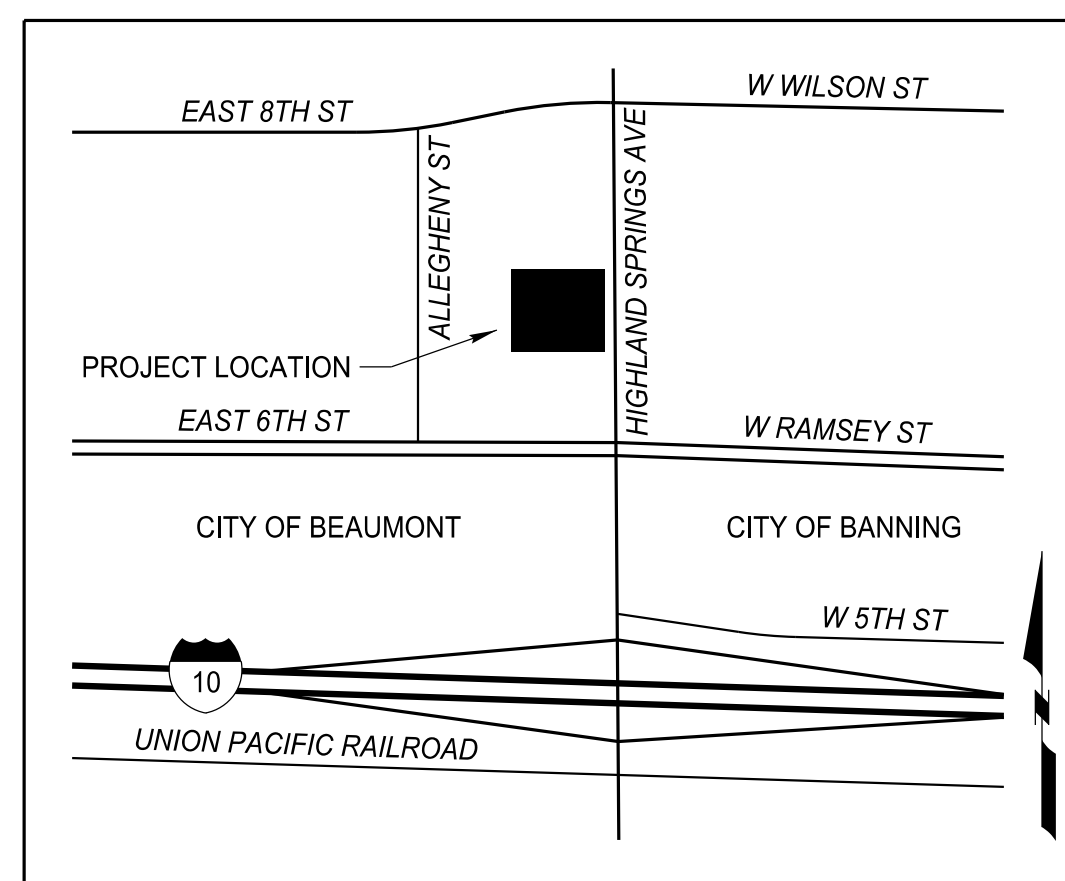 W WILSON ST
EAST 8TH ST
ALLEGHENY ST
HIGHLAND SPRINGS AVE
PROJECT LOCATION
EAST 6TH ST
W RAMSEY ST
CITY OF BEAUMONT
CITY OF BANNING
W 5TH ST
10
UNION PACIFIC RAILROAD
N